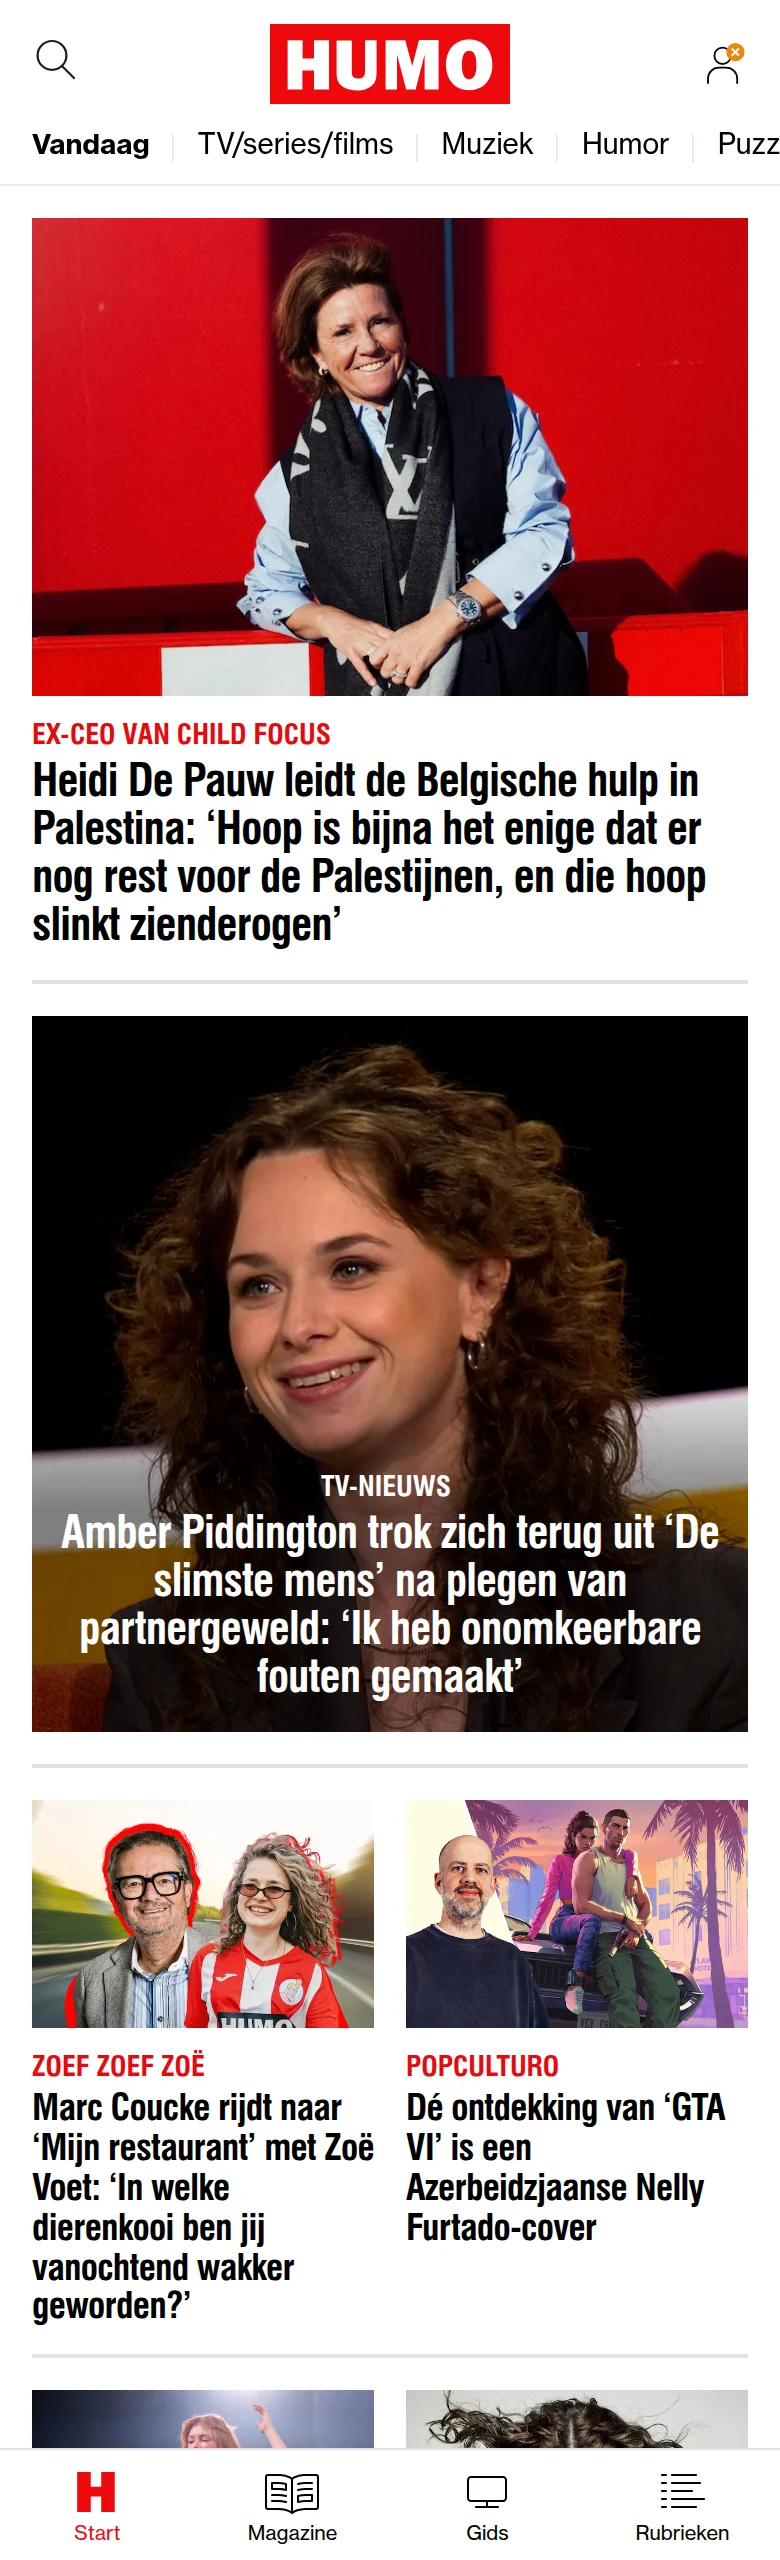 HUMO
Vandaag
TV/series/films
Muziek
Humor
Puzz
EX-CEO VAN CHILD FOCUS
Heidi De Pauw leidt de Belgische hulp in
Palestina: ‘Hoop is bijna het enige dat er
nog rest voor de Palestijnen, en die hoop
slinkt zienderogen’
TV-NIEUWS
Amber Piddington trok zich terug uit ‘De
slimste mens’ na plegen van
partnergeweld: ‘Ik heb onomkeerbare
fouten gemaakt’
HUMO
ZOEF ZOEF ZOË
Marc Coucke rijdt naar
‘Mijn restaurant’ met Zoë
Voet: ‘In welke
dierenkooi ben jij
vanochtend wakker
geworden?’
POPCULTURO
Dé ontdekking van ‘GTA
VI’ is een
Azerbeidzjaanse Nelly
Furtado-cover
H
Start
Magazine
Gids
Rubrieken